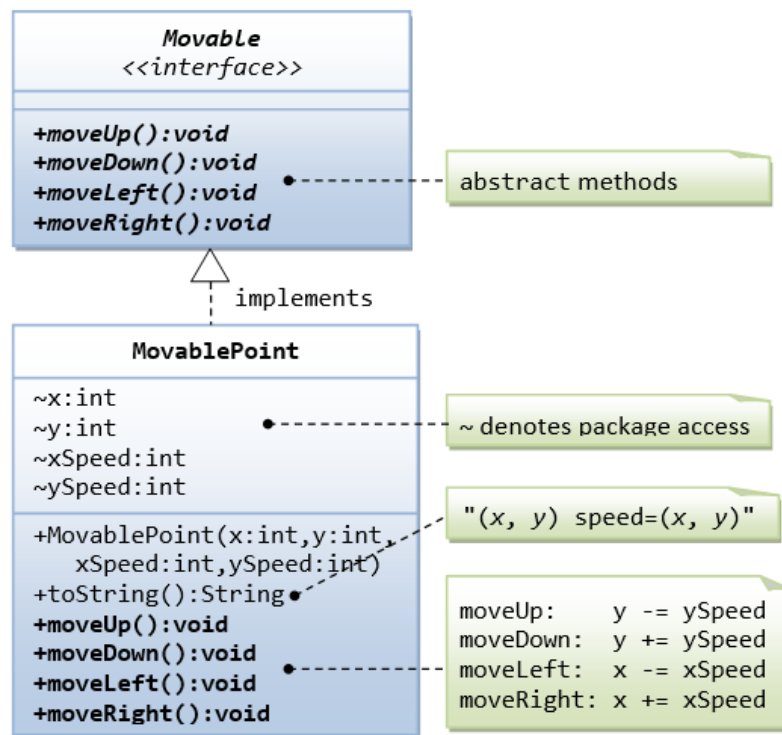 Movable
<<interface>>
+moveUp():void
+moveDown():void
+moveLeft():void
+moveRight():void
abstract methods
implements
MovablePoint
~x:int
~y:int
~xSpeed:int
~ySpeed:int
~ denotes package access
+MovablePoint(x:int,y:int,
xSpeed:int,ySpeed:int)
+toString():String
+moveUp():void
+moveDown():void
+moveLeft():void
+moveRight():void
"(x, y) speed=(x, y)"
moveUp: y -= ySpeed
moveDown: y += ySpeed
moveLeft: x -= xSpeed
moveRight: x += xSpeed